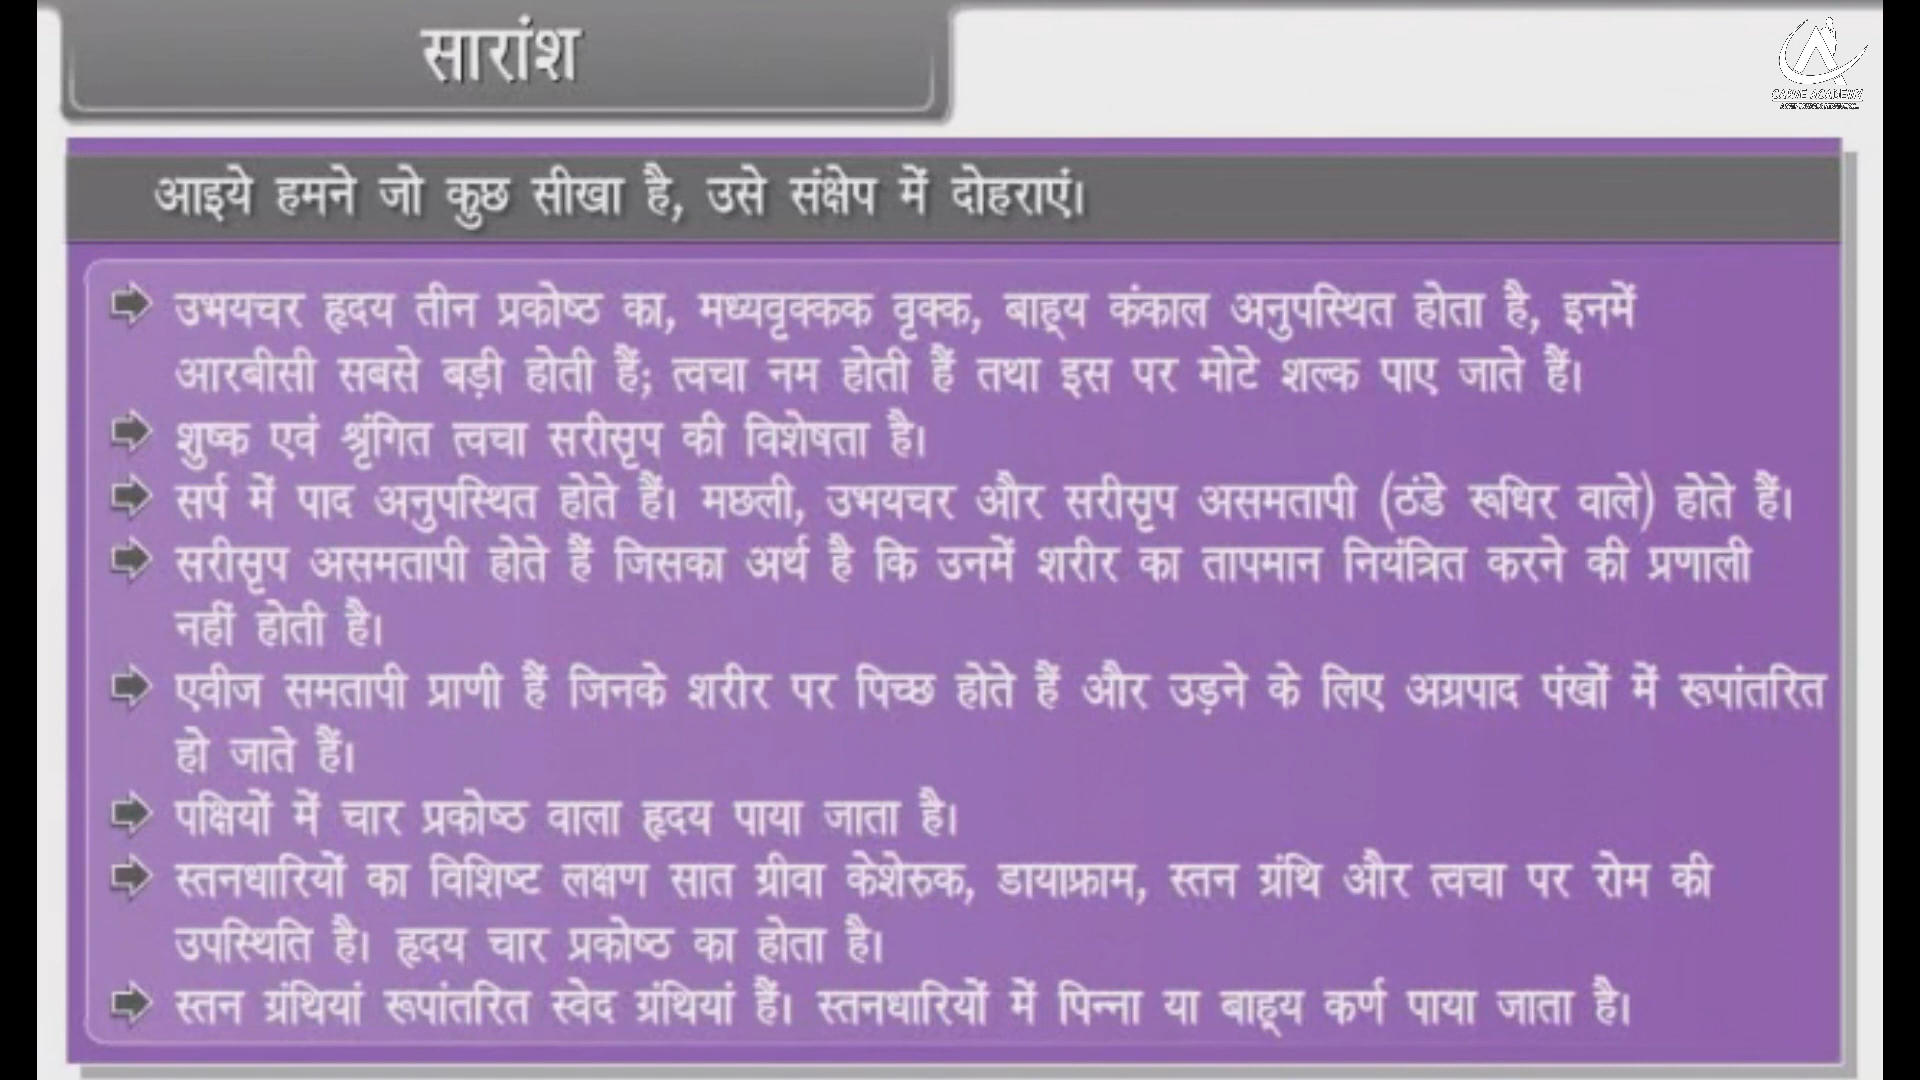 सारांश
आइये हमने जो कुछ सीखा है, उसे संक्षेप में दोहराएं।
उभयचर हृदय तीन प्रकोष्ठ का, मध्यवृक्कक वृक्क, बाह्य कंकाल अनुपस्थित होता है, इनमें
आरबीसी सबसे बड़ी होती हैं; त्वचा नम होती हैं तथा इस पर मोटे शल्क पाए जाते हैं।
शुष्क एवं श्रृंगित त्वचा सरीसृप की विशेषता है।
सर्प में पाद अनुपस्थित होते हैं। मछली, उभयचर और सरीसृप असमतापी (ठंडे रूधिर वाले) होते हैं।
सरीसृप असमतापी होते हैं जिसका अर्थ है कि उनमें शरीर का तापमान नियंत्रित करने की प्रणाली
नहीं होती है।
एवीज समतापी प्राणी हैं जिनके शरीर पर पिच्छ होते हैं और उड़ने के लिए अग्रपाद पंखों में रूपांतरित
हो जाते हैं।
पक्षियों में चार प्रकोष्ठ वाला हृदय पाया जाता है।
स्तनधारियों का विशिष्ट लक्षण सात ग्रीवा केशेरुक, डायाफ्राम, स्तन ग्रंथि और त्वचा पर रोम की
उपस्थिति है। हृदय चार प्रकोष्ठ का होता है।
स्तन ग्रंथियां रूपांतरित स्वेद ग्रंथियां हैं। स्तनधारियों में पिन्ना या बाह्य कर्ण पाया जाता है।